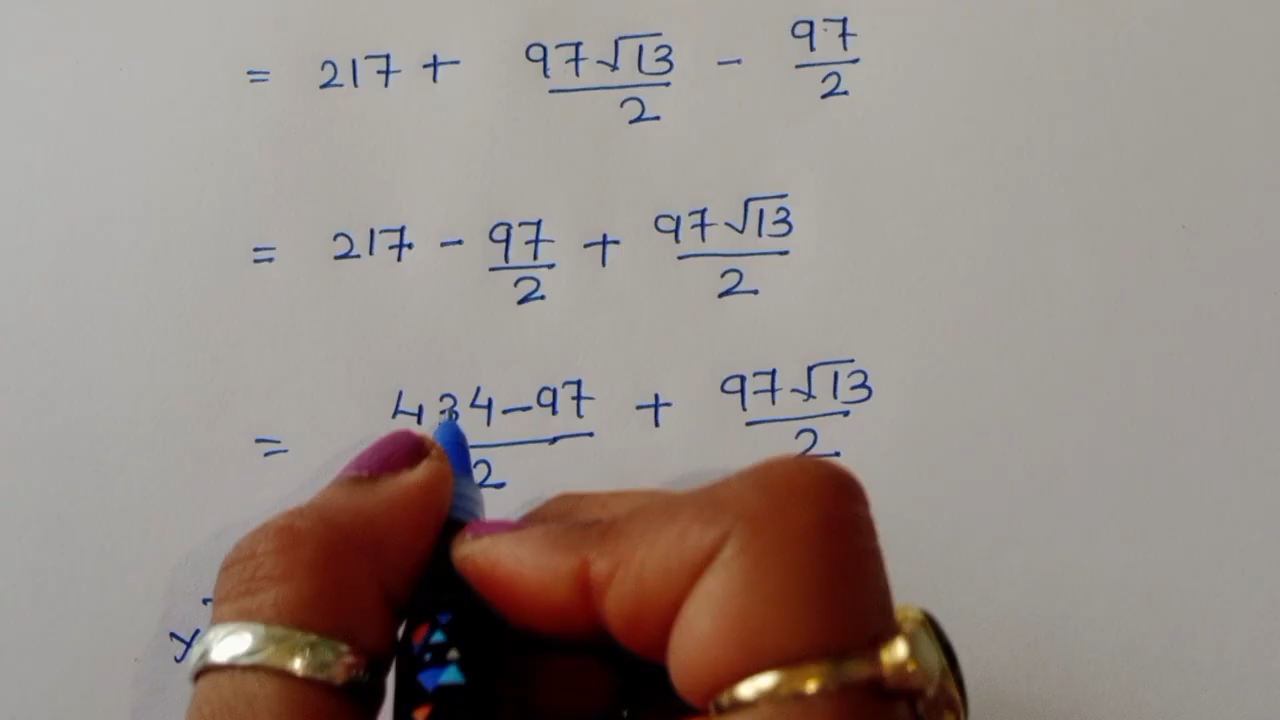 = 217 + 97√13/2 - 97/2
= 217 - 97/2 + 97√13/2
= 434-97/2 + 97√13/2
x